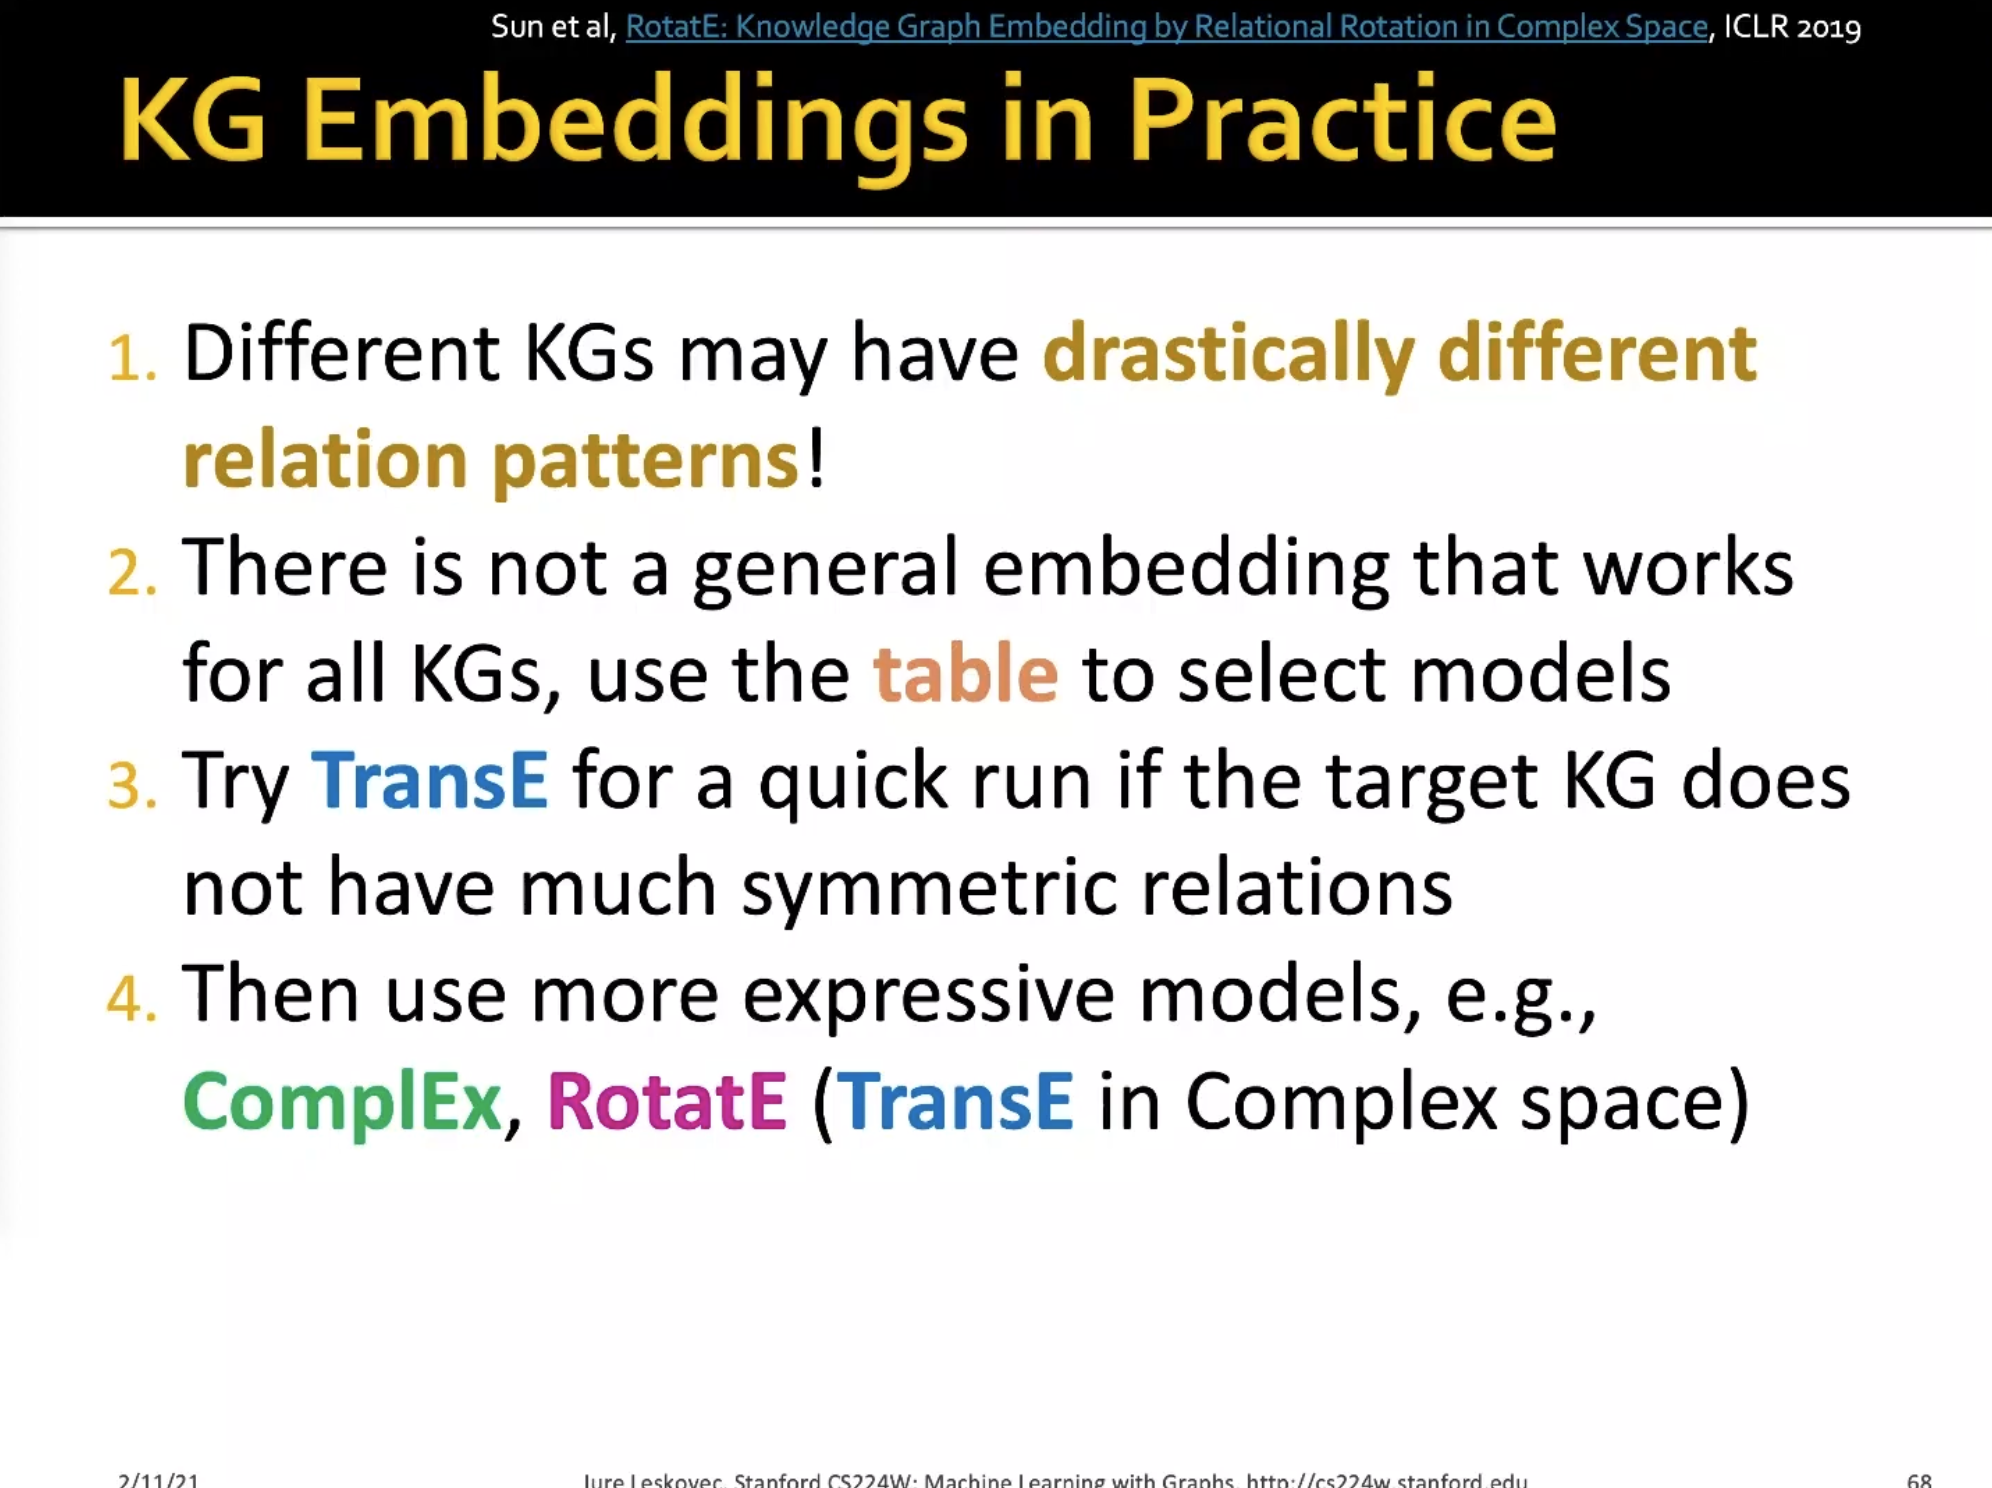 Sun et al, RotatE: Knowledge Graph Embedding by Relational Rotation in Complex Space, ICLR 2019
KG Embeddings in Practice
1. Different KGs may have drastically different
relation patterns!
2. There is not a general embedding that works
for all KGs, use the table to select models
3. Try TransE for a quick run if the target KG does
not have much symmetric relations
4. Then use more expressive models, e.g.,
ComplEx, RotatE (TransE in Complex space)
2/11/21
Jure Leskovec, Stanford CS224W: Machine Learning with Graphs, http://cs224w.stanford.edu
68